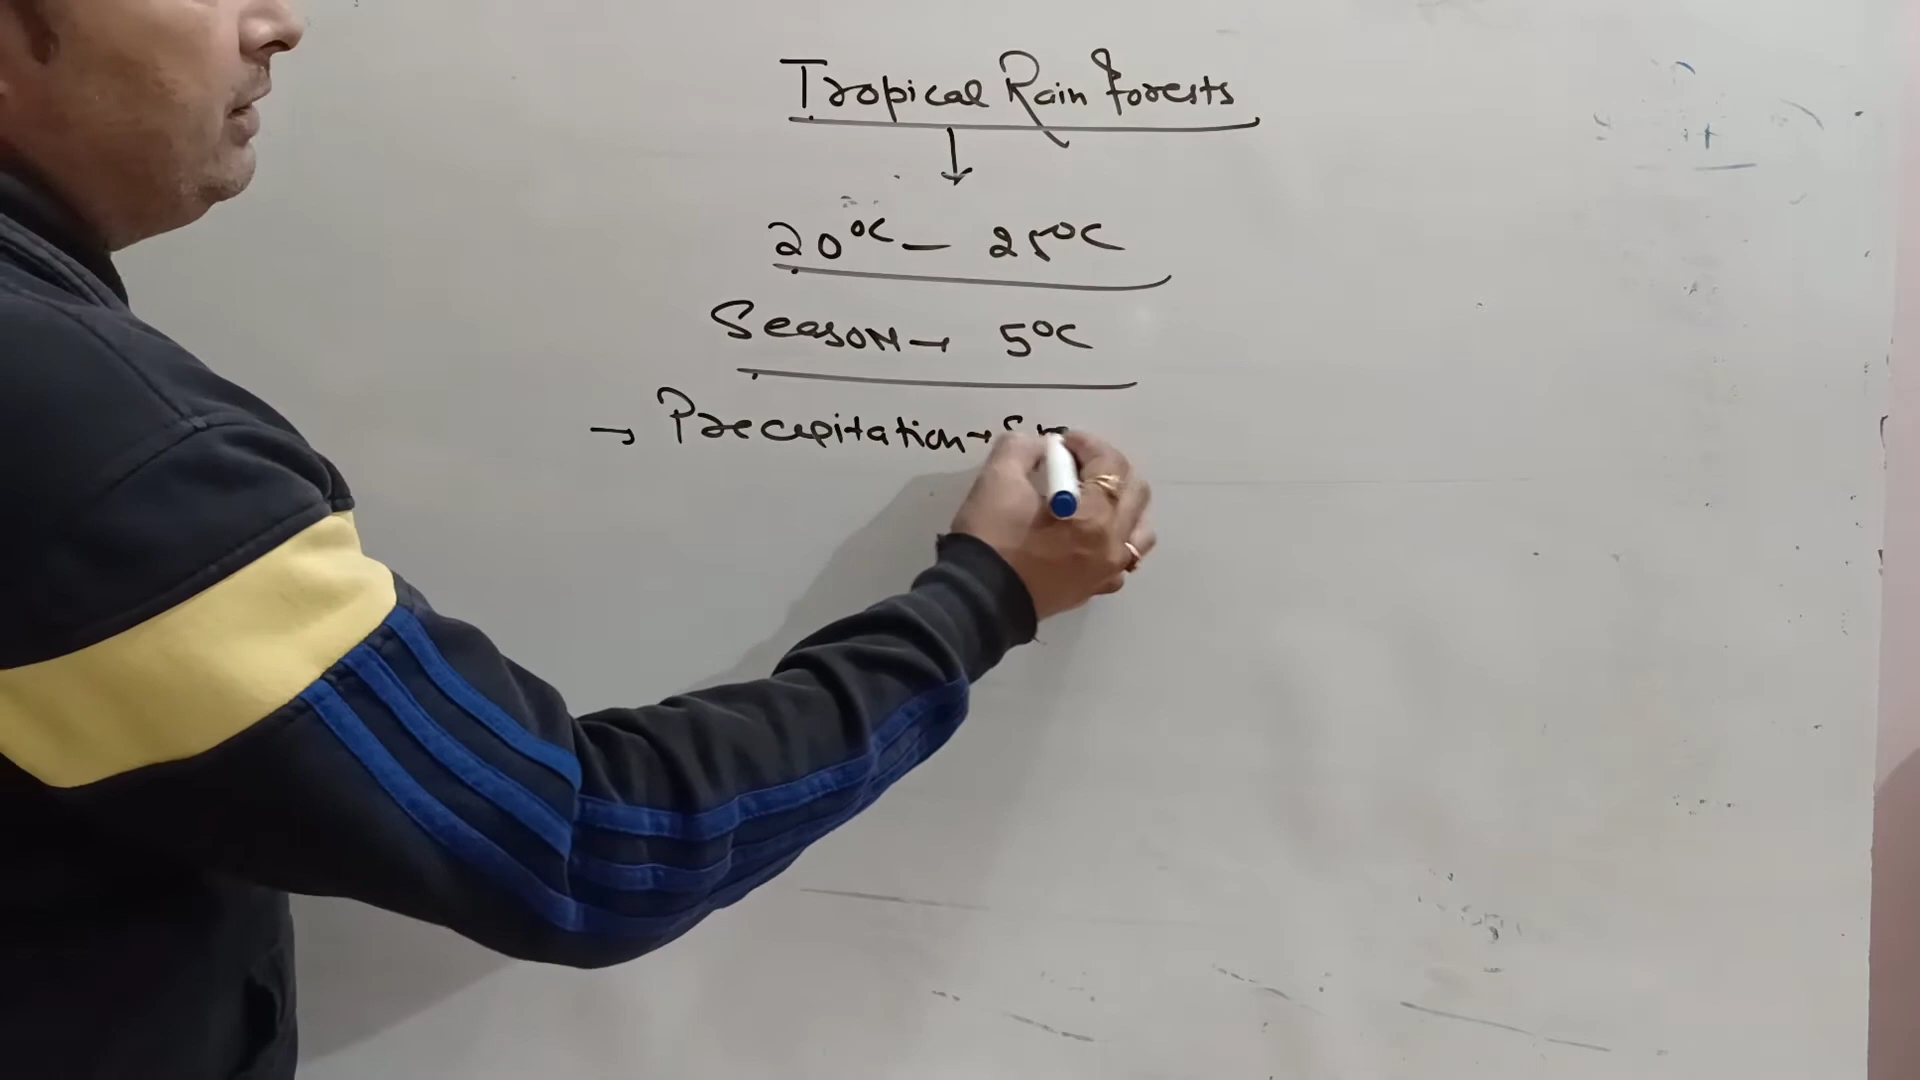 Tropical Rain forests
↓
20°C – 25°C
Season → 5°C
→ Precipitation →